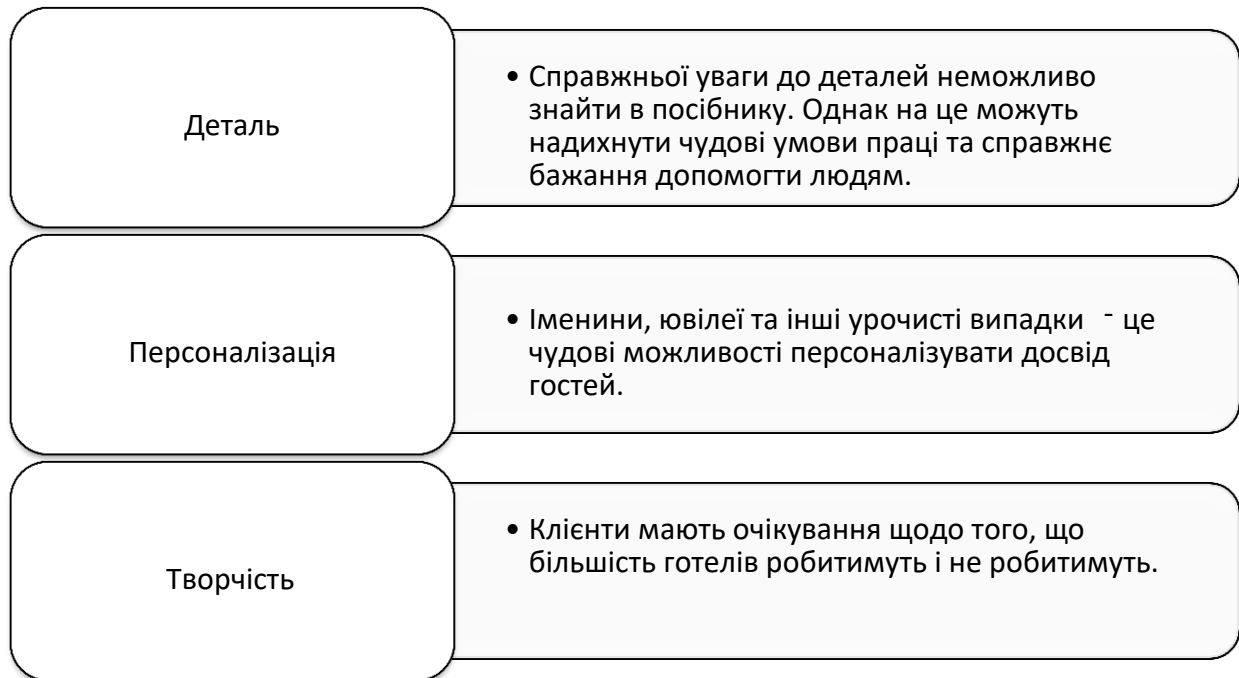 Деталь
• Справжньої уваги до деталей неможливо
знайти в посібнику. Однак на це можуть
надихнути чудові умови праці та справжнє
бажання допомогти людям.
Персоналізація
• Іменини, ювілеї та інші урочисті випадки - це
чудові можливості персоналізувати досвід
гостей.
Творчість
• Клієнти мають очікування щодо того, що
більшість готелів робитимуть і не робитимуть.